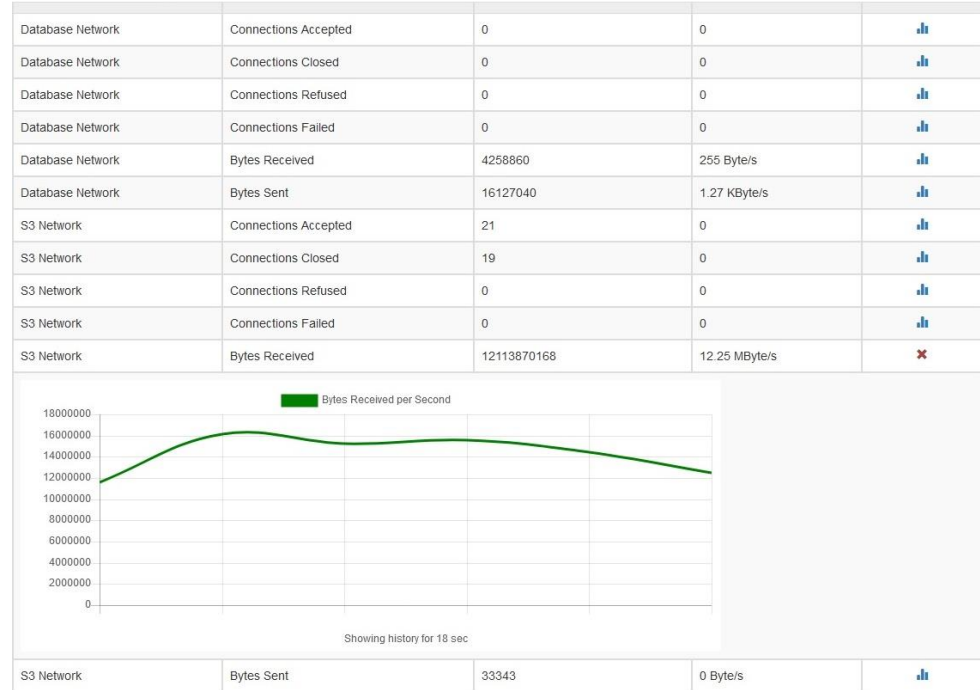 Database Network Connections Accepted 0 0
Database Network Connections Closed 0 0
Database Network Connections Refused 0 0
Database Network Connections Failed 0 0
Database Network Bytes Received 4258860 255 Byte/s
Database Network Bytes Sent 16127040 1.27 KByte/s
S3 Network Connections Accepted 21 0
S3 Network Connections Closed 19 0
S3 Network Connections Refused 0 0
S3 Network Connections Failed 0 0
S3 Network Bytes Received 12113870168 12.25 MByte/s
Bytes Received per Second
18000000
16000000
14000000
12000000
10000000
8000000
6000000
4000000
2000000
0
Showing history for 18 sec
S3 Network Bytes Sent 33343 0 Byte/s